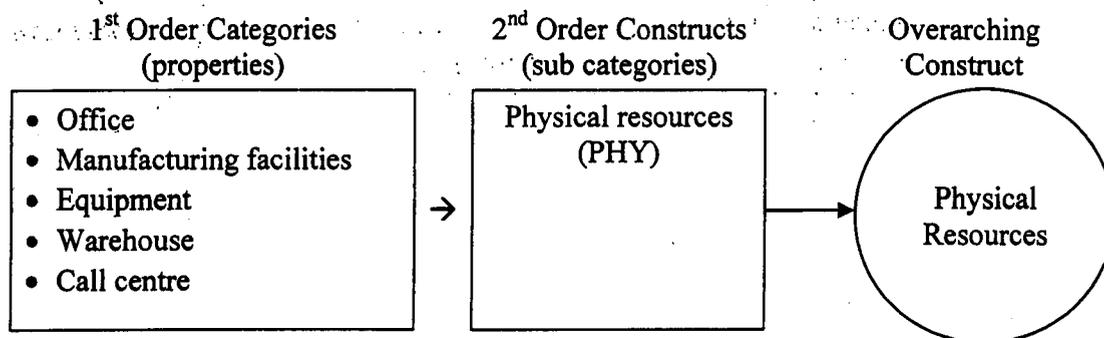 1st Order Categories
(properties)
2nd Order Constructs
(sub categories)
Overarching
Construct
• Office
• Manufacturing facilities
• Equipment
• Warehouse
• Call centre
Physical resources
(PHY)
Physical
Resources